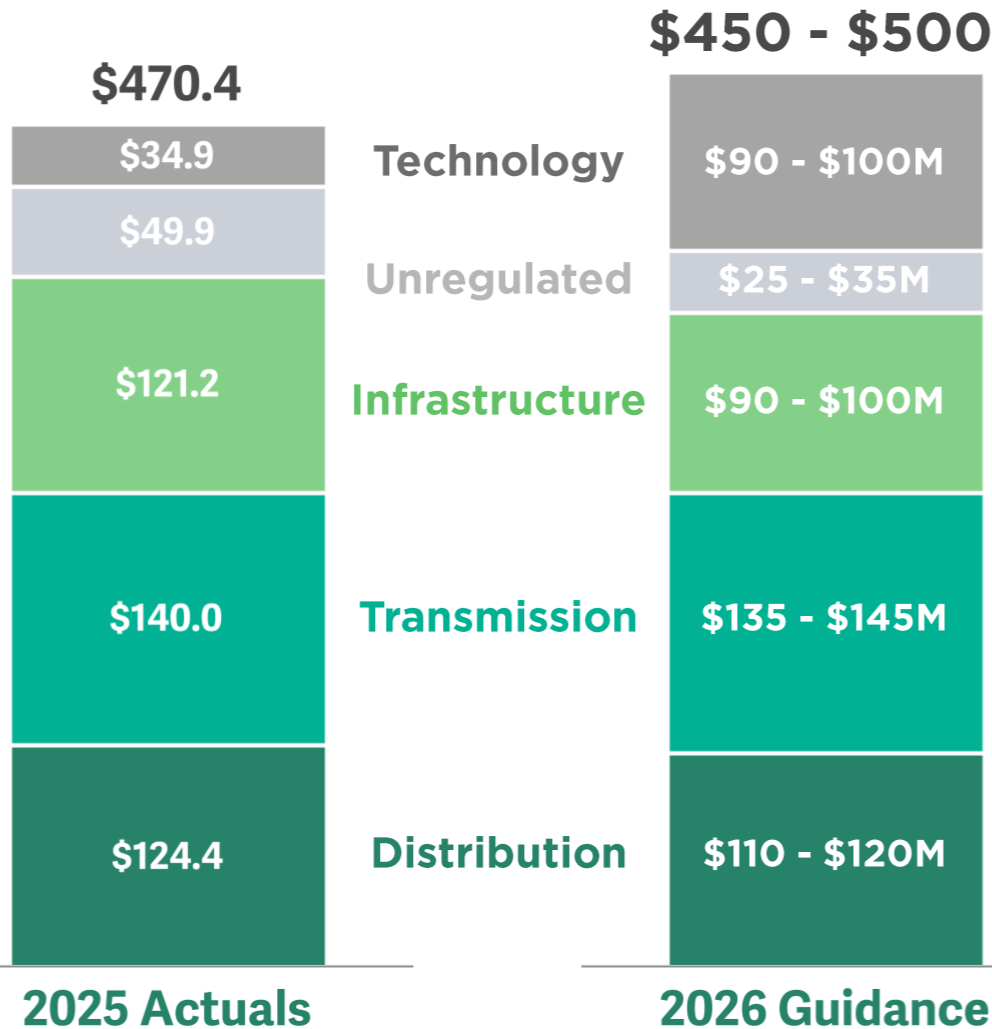 $450 - $500
$470.4
$34.9 Technology $90 - $100M
$49.9 Unregulated $25 - $35M
$121.2 Infrastructure $90 - $100M
$140.0 Transmission $135 - $145M
$124.4 Distribution $110 - $120M
2025 Actuals 2026 Guidance